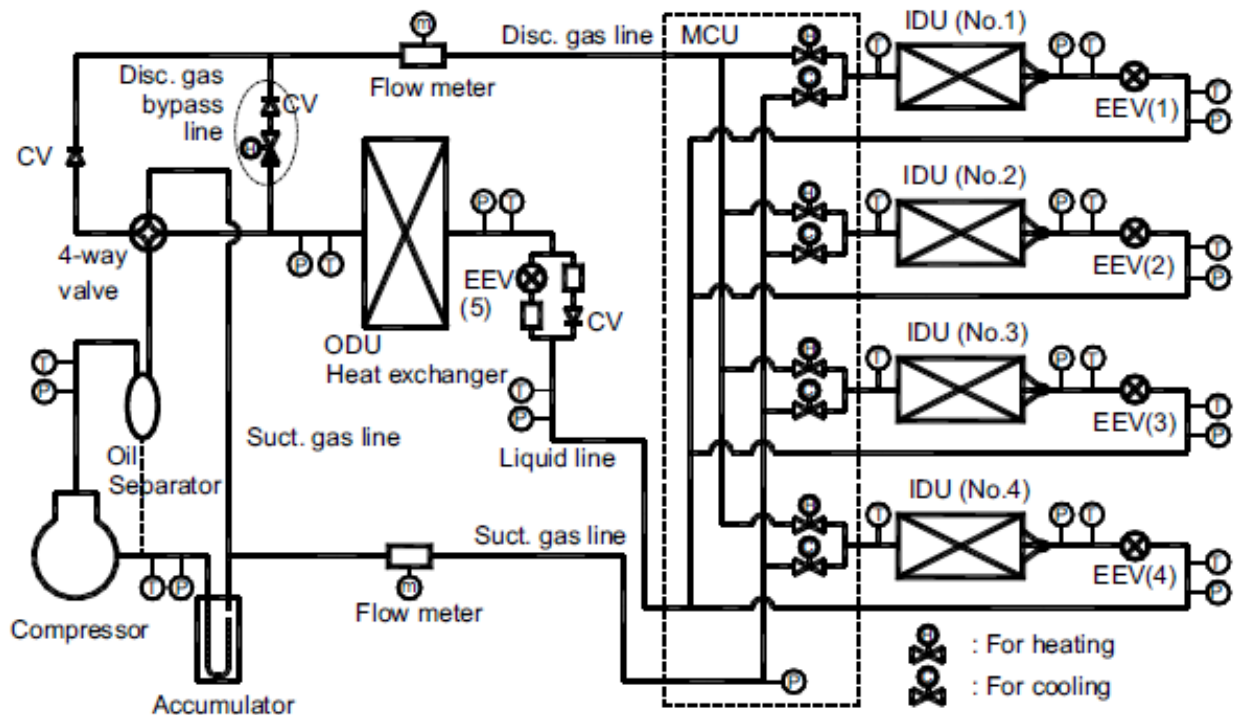 IDU (No.1)
m
Disc. gas line
MCU
H
T
P T
Disc. gas
bypass
line
CV
Flow meter
C
EEV(1)
T
P
CV
H
IDU (No.2)
H
T
P T
P T
C
EEV(2)
T
P
4-way
valve
P T
EEV
(5)
CV
IDU (No.3)
ODU
Heat exchanger
H
T
P T
T
P
T
P
C
EEV(3)
T
P
Suct. gas line
Liquid line
Oil
Separator
IDU (No.4)
H
T
P T
Suct. gas line
C
EEV(4)
T
P
T P
m
Flow meter
Compressor
H
: For heating
P
C
: For cooling
Accumulator